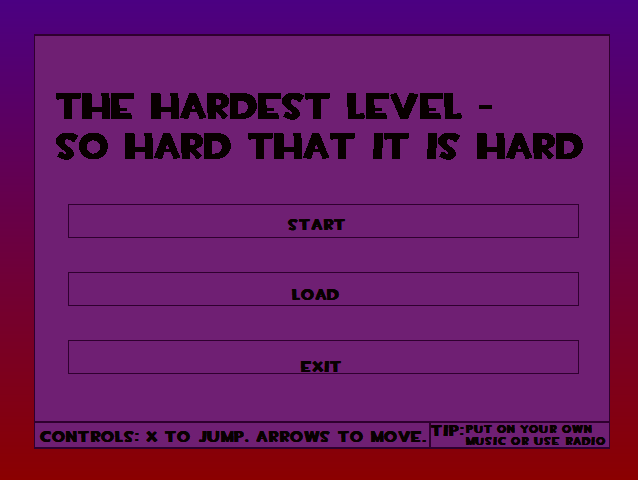 THE HARDEST LEVEL -
SO HARD THAT IT IS HARD
START
LOAD
EXIT
CONTROLS: X TO JUMP. ARROWS TO MOVE.
TIP: PUT ON YOUR OWN
MUSIC OR USE RADIO